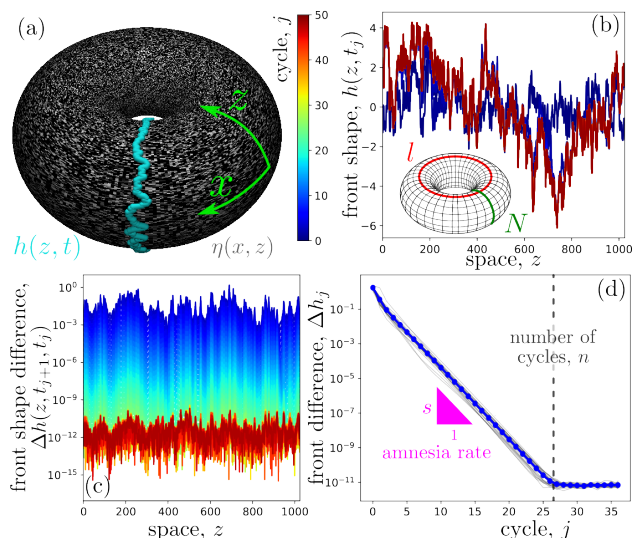 (a)
z
x
h(z, t)
η(x, z)
cycle, j
50
40
30
20
10
0
(b)
front shape, h(z, t_j)
4
2
0
−2
−4
−6
l
N
0 200 400 600 800 1000
space, z
(c)
front shape difference,
Δh(z, t_{j+1}, t_j)
10^0
10^{−3}
10^{−6}
10^{−9}
10^{−12}
10^{−15}
0 200 400 600 800 1000
space, z
(d)
front difference, Δh_j
10^{−1}
10^{−3}
10^{−5}
10^{−7}
10^{−9}
10^{−11}
number of
cycles, n
s
1
amnesia rate
0 5 10 15 20 25 30 35
cycle, j